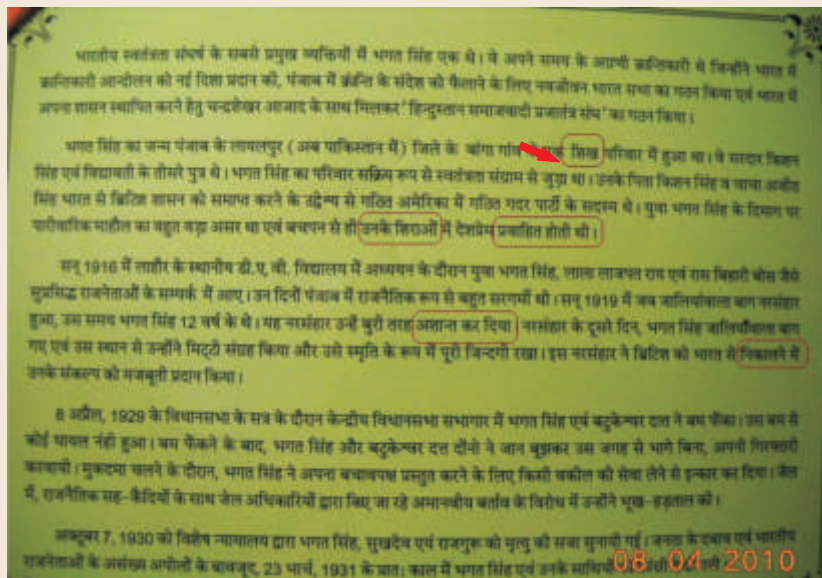 भारतीय स्वतंत्रता संघर्ष के सबसे प्रमुख व्यक्तियों में भगत सिंह एक थे। वे अपने समय के अग्रणी क्रान्तिकारी थे जिन्होंने भारत में
क्रान्तिकारी आन्दोलन को नई दिशा प्रदान की, पंजाब में क्रांन्ति के संदेश को फैलाने के लिए नवजीवन भारत सभा का गठन किया एवं भारत में
अपना शासन स्थापित करने हेतु चन्द्रशेखर आजाद के साथ मिलकर 'हिन्दुस्तान समाजवादी प्रजातंत्र संघ' का गठन किया।
भगत सिंह का जन्म पंजाब के लायलपुर (अब पाकिस्तान में) जिले के बांगा गांव शिख परिवार में हुआ था। वे सरदार किशन
सिंह एवं विद्यावती के तीसरे पुत्र थे। भगत सिंह का परिवार सक्रिय रूप से स्वतंत्रता संग्राम से जुड़ा था। उनके पिता किशन सिंह व चाचा अजीत
सिंह भारत से ब्रिटिश शासन को समाप्त करने के उद्देश्य से गठित अमेरिका में गठित गदर पार्टी के सदस्य थे। युवा भगत सिंह के दिमाग पर
पारीवारिक माहौल का बहुत बड़ा असर था एवं बचपन से ही उनके शिराओं में देशप्रेम प्रवाहित होती थी।
सन् 1916 में लाहौर के स्थानीय डी.ए. वी. विद्यालय में अध्ययन के दौरान युवा भगत सिंह, लाला लाजपत राय एवं रास बिहारी बोस जैसे
सुप्रसिद्ध राजनेताओं के सम्पर्क में आए। उन दिनों पंजाब में राजनैतिक रूप से बहुत सरगर्मी थी। सन् 1919 में जब जालियांवाला बाग नरसंहार
हुआ, उस समय भगत सिंह 12 वर्ष के थे। यह नरसंहार उन्हें बुरी तरह अशान्त कर दिया नरसंहार के दूसरे दिन, भगत सिंह जालियाँवाला बाग
गए एवं उस स्थान से उन्होंने मिट्टी संग्रह किया और उसे स्मृति के रूप में पूरी जिन्दगी रखा। इस नरसंहार ने ब्रिटिश को भारत से निकालने में
उनके संकल्प को मजबूती प्रदान किया।
8 अप्रैल, 1929 के विधानसभा के सत्र के दौरान केन्द्रीय विधानसभा सभागार में भगत सिंह एवं बटुकेश्वर दत्त ने बम फेंका। उस बम से
कोई घायल नंही हुआ। बम फेंकने के बाद, भगत सिंह और बटुकेश्वर दत्त दोंनो ने जान बूझकर उस जगह से भागे बिना, अपनी गिरफ्तारी
करवायी। मुकदमा चलने के दौरान, भगत सिंह ने अपना बचावपक्ष प्रस्तुत करने के लिए किसी वकील की सेवा लेने से इन्कार कर दिया। जेल
में, राजनैतिक सह-कैदियों के साथ जेल अधिकारियों द्वारा किए जा रहे अमानवीय बर्ताव के विरोध में उन्होंने भूख-हड़ताल की।
अक्टूबर 7, 1930 को विशेष न्यायालय द्वारा भगत सिंह, सुखदेव एवं राजगुरू को मृत्यु की सजा सुनायी गई। जनता के दबाव एवं भारतीय
राजनेताओं के असंख्य अपीलों के बावजूद, 23 मार्च, 1931 के प्रातः काल में भगत सिंह एवं उनके साथियों
08 04 2010